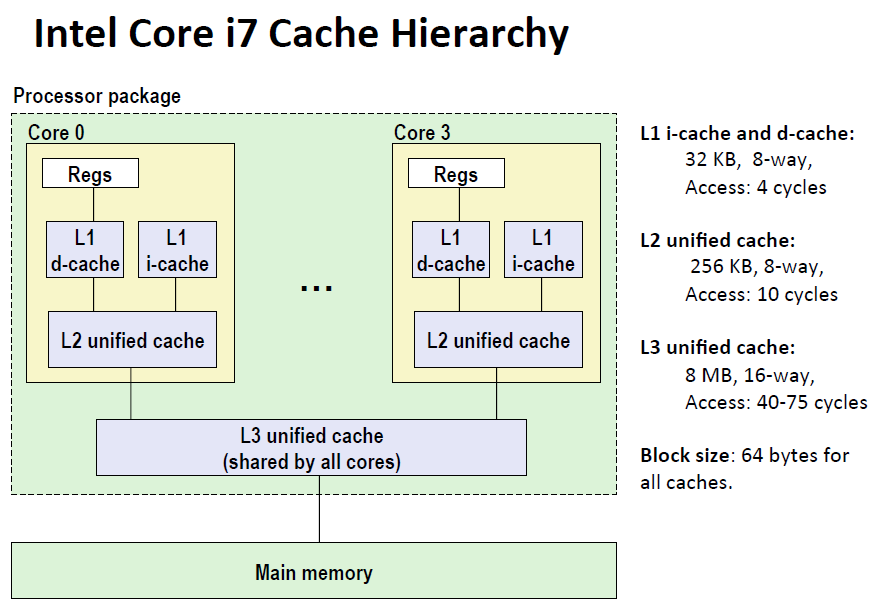 Intel Core i7 Cache Hierarchy
Processor package
Core 0
Regs
L1
d-cache
L1
i-cache
L2 unified cache
...
Core 3
Regs
L1
d-cache
L1
i-cache
L2 unified cache
L3 unified cache
(shared by all cores)
Main memory
L1 i-cache and d-cache:
32 KB, 8-way,
Access: 4 cycles
L2 unified cache:
256 KB, 8-way,
Access: 10 cycles
L3 unified cache:
8 MB, 16-way,
Access: 40-75 cycles
Block size: 64 bytes for
all caches.